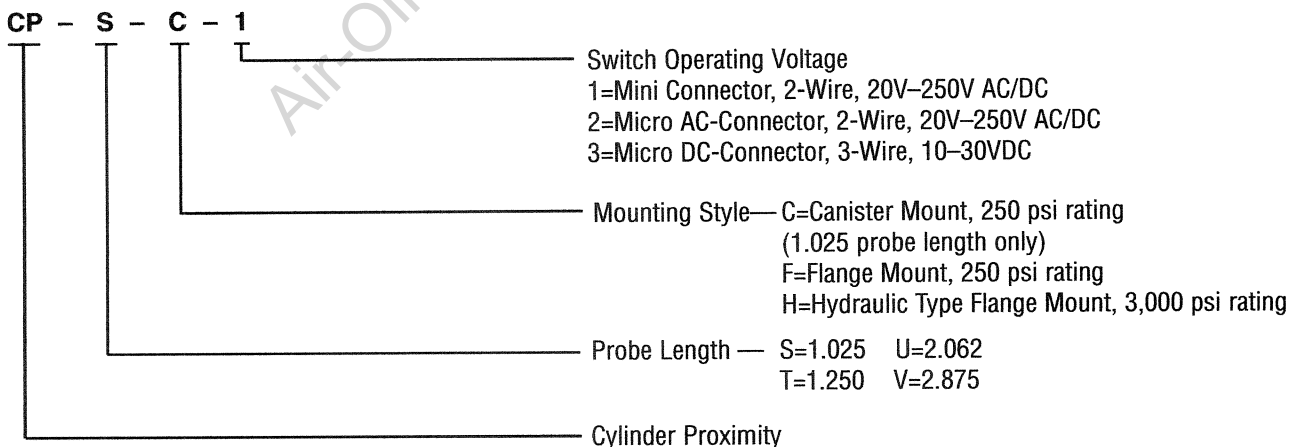 CP – S – C – 1
Air-Oil
Switch Operating Voltage
1=Mini Connector, 2-Wire, 20V–250V AC/DC
2=Micro AC-Connector, 2-Wire, 20V–250V AC/DC
3=Micro DC-Connector, 3-Wire, 10–30VDC
Mounting Style— C=Canister Mount, 250 psi rating
(1.025 probe length only)
F=Flange Mount, 250 psi rating
H=Hydraulic Type Flange Mount, 3,000 psi rating
Probe Length — S=1.025 U=2.062
T=1.250 V=2.875
Cylinder Proximity